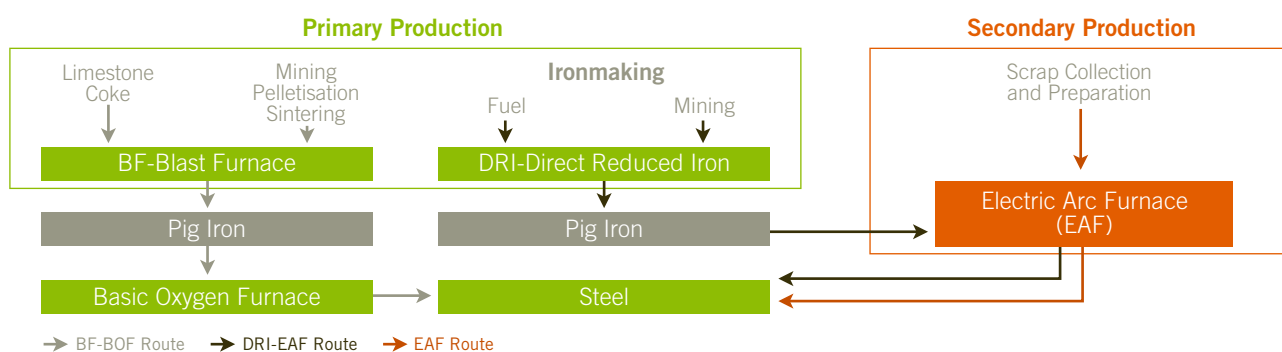 Primary Production
Secondary Production
Limestone
Coke
Mining
Pelletisation
Sintering
Ironmaking
Fuel
Mining
Scrap Collection
and Preparation
BF-Blast Furnace
DRI-Direct Reduced Iron
Electric Arc Furnace
(EAF)
Pig Iron
Pig Iron
Basic Oxygen Furnace
Steel
BF-BOF Route
DRI-EAF Route
EAF Route